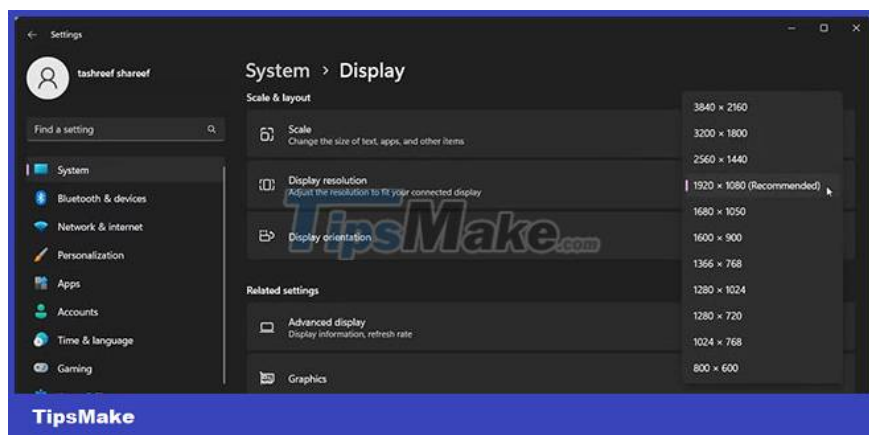 Settings
tashreef shareef
Find a setting
System
Bluetooth & devices
Network & internet
Personalization
Apps
Accounts
Time & language
Gaming
System > Display
Scale & layout
Scale
Change the size of text, apps, and other items
Display resolution
Adjust the resolution to fit your connected display
Display orientation
Related settings
Advanced display
Display information, refresh rate
Graphics
3840 × 2160
3200 × 1800
2560 × 1440
1920 × 1080 (Recommended)
1680 × 1050
1600 × 900
1366 × 768
1280 × 1024
1280 × 720
1024 × 768
800 × 600
TipsMake.com
TipsMake